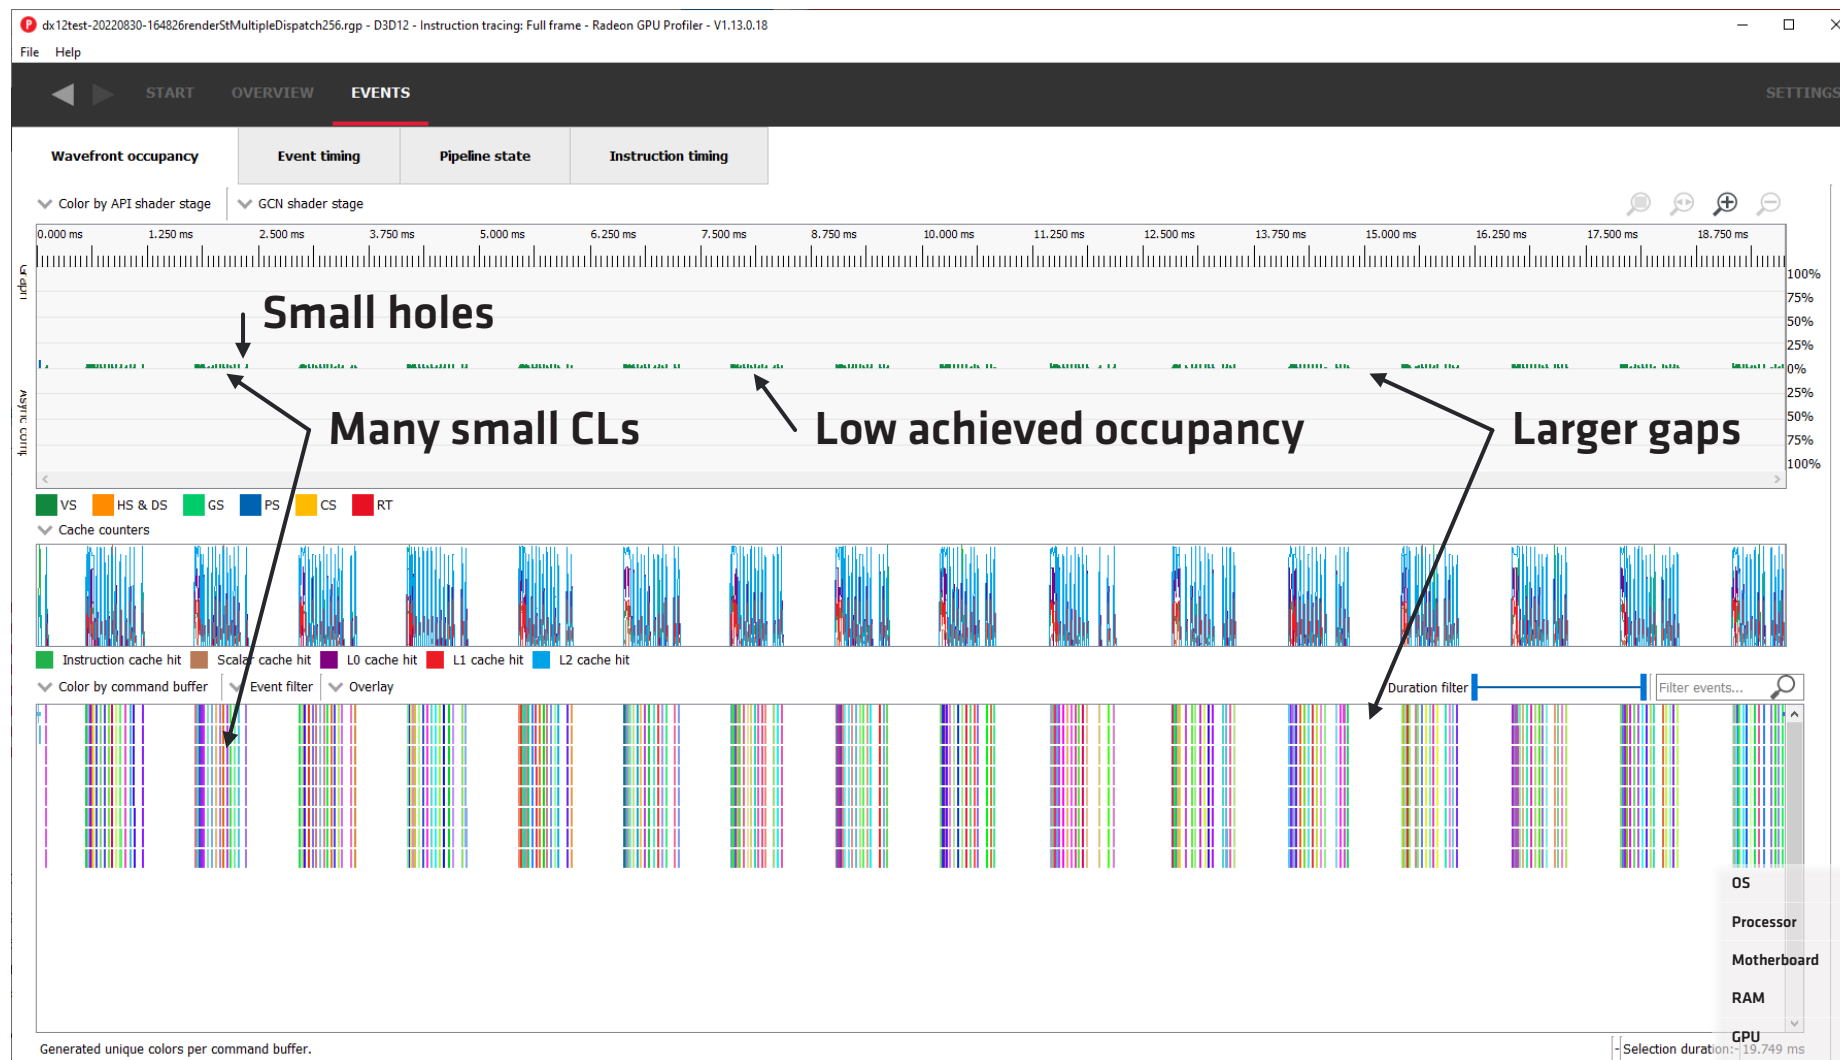 dx12test-20220830-164826renderStMultipleDispatch256.rgp - D3D12 - Instruction tracing: Full frame - Radeon GPU Profiler - V1.13.0.18
File Help
START OVERVIEW EVENTS SETTINGS
Wavefront occupancy Event timing Pipeline state Instruction timing
Color by API shader stage GCN shader stage
0.000 ms 1.250 ms 2.500 ms 3.750 ms 5.000 ms 6.250 ms 7.500 ms 8.750 ms 10.000 ms 11.250 ms 12.500 ms 13.750 ms 15.000 ms 16.250 ms 17.500 ms 18.750 ms
100%
75%
50%
25%
0%
25%
50%
75%
100%
Small holes
Many small CLs
Low achieved occupancy
Larger gaps
VS HS & DS GS PS CS RT
Cache counters
Instruction cache hit Scalar cache hit L0 cache hit L1 cache hit L2 cache hit
Color by command buffer Event filter Overlay Duration filter Filter events...
OS
Processor
Motherboard
RAM
GPU
Generated unique colors per command buffer. Selection duration: 19.749 ms